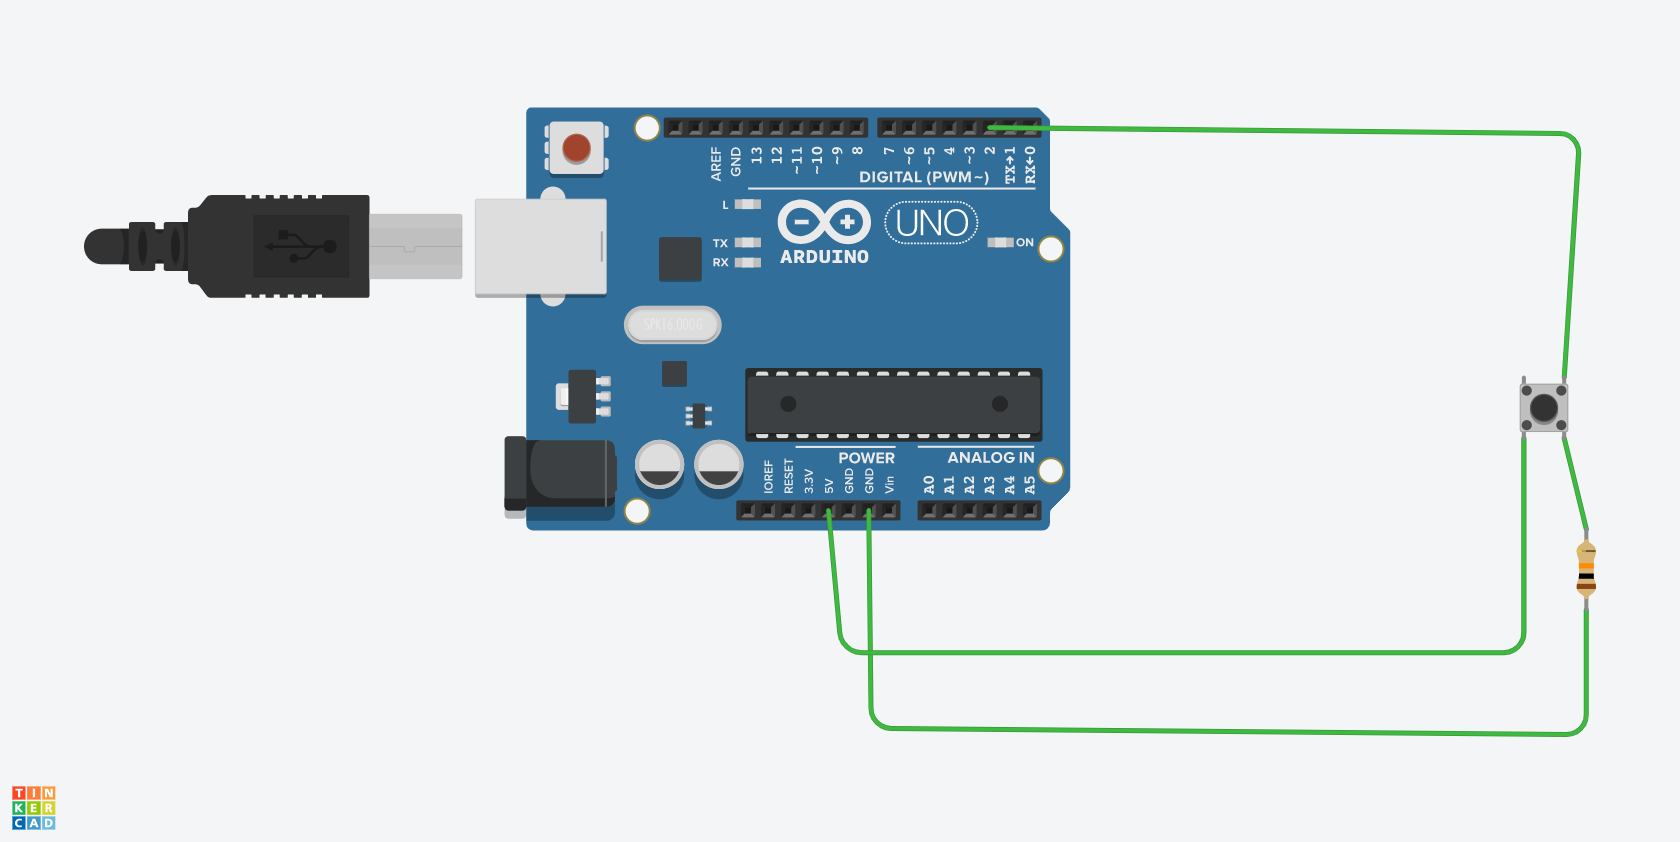 AREF
GND
13
12
~11
~10
~9
8
7
~6
~5
4
~3
2
TX→1
RX←0
DIGITAL (PWM~)
L
TX
RX
UNO
ON
ARDUINO
SPK16.000G
POWER
ANALOG IN
IOREF
RESET
3.3V
5V
GND
GND
Vin
A0
A1
A2
A3
A4
A5
TIN
KER
CAD